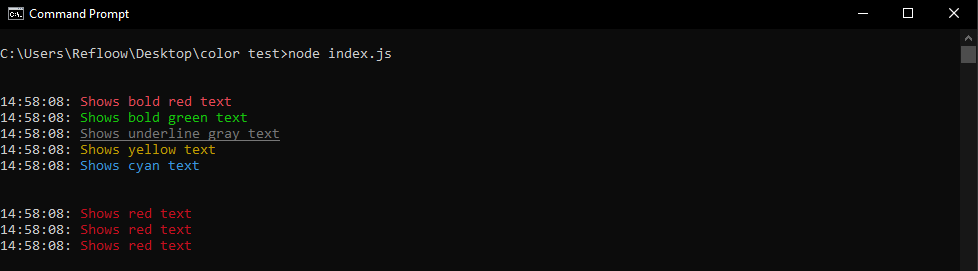 Command Prompt
C:\Users\Refloow\Desktop\color test>node index.js
14:58:08: Shows bold red text
14:58:08: Shows bold green text
14:58:08: Shows underline gray text
14:58:08: Shows yellow text
14:58:08: Shows cyan text
14:58:08: Shows red text
14:58:08: Shows red text
14:58:08: Shows red text